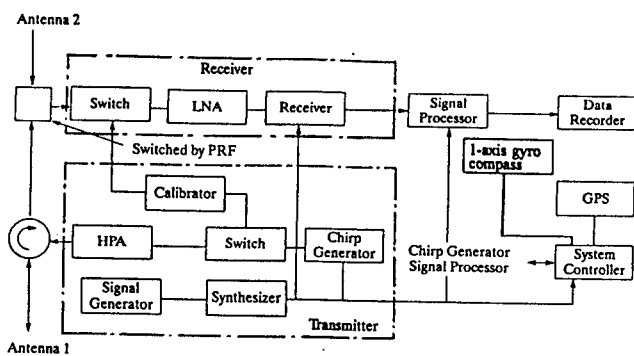 Antenna 2
Receiver
Switch
LNA
Receiver
Signal
Processor
Data
Recorder
Switched by PRF
1-axis gyro
compass
Calibrator
GPS
HPA
Switch
Chirp
Generator
Chirp Generator
Signal Processor
System
Controller
Signal
Generator
Synthesizer
Transmitter
Antenna 1